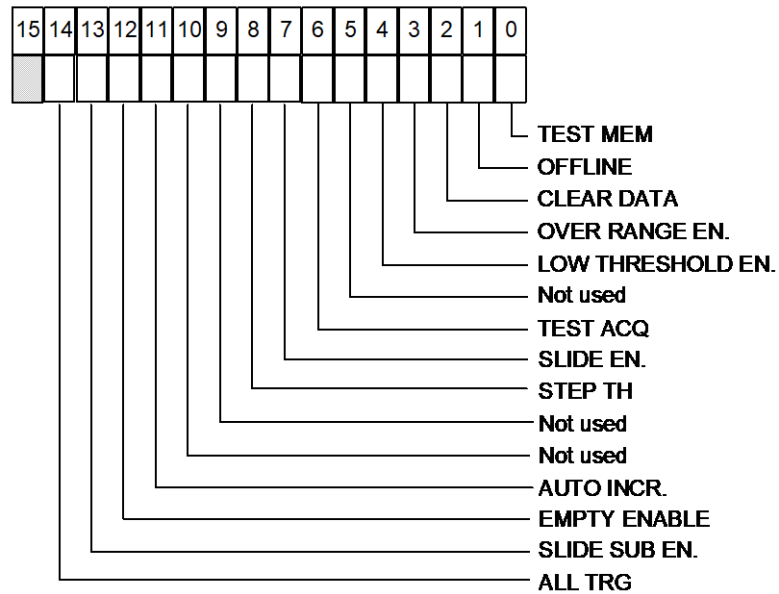 15 14 13 12 11 10 9 8 7 6 5 4 3 2 1 0
TEST MEM
OFFLINE
CLEAR DATA
OVER RANGE EN.
LOW THRESHOLD EN.
Not used
TEST ACQ
SLIDE EN.
STEP TH
Not used
Not used
AUTO INCR.
EMPTY ENABLE
SLIDE SUB EN.
ALL TRG